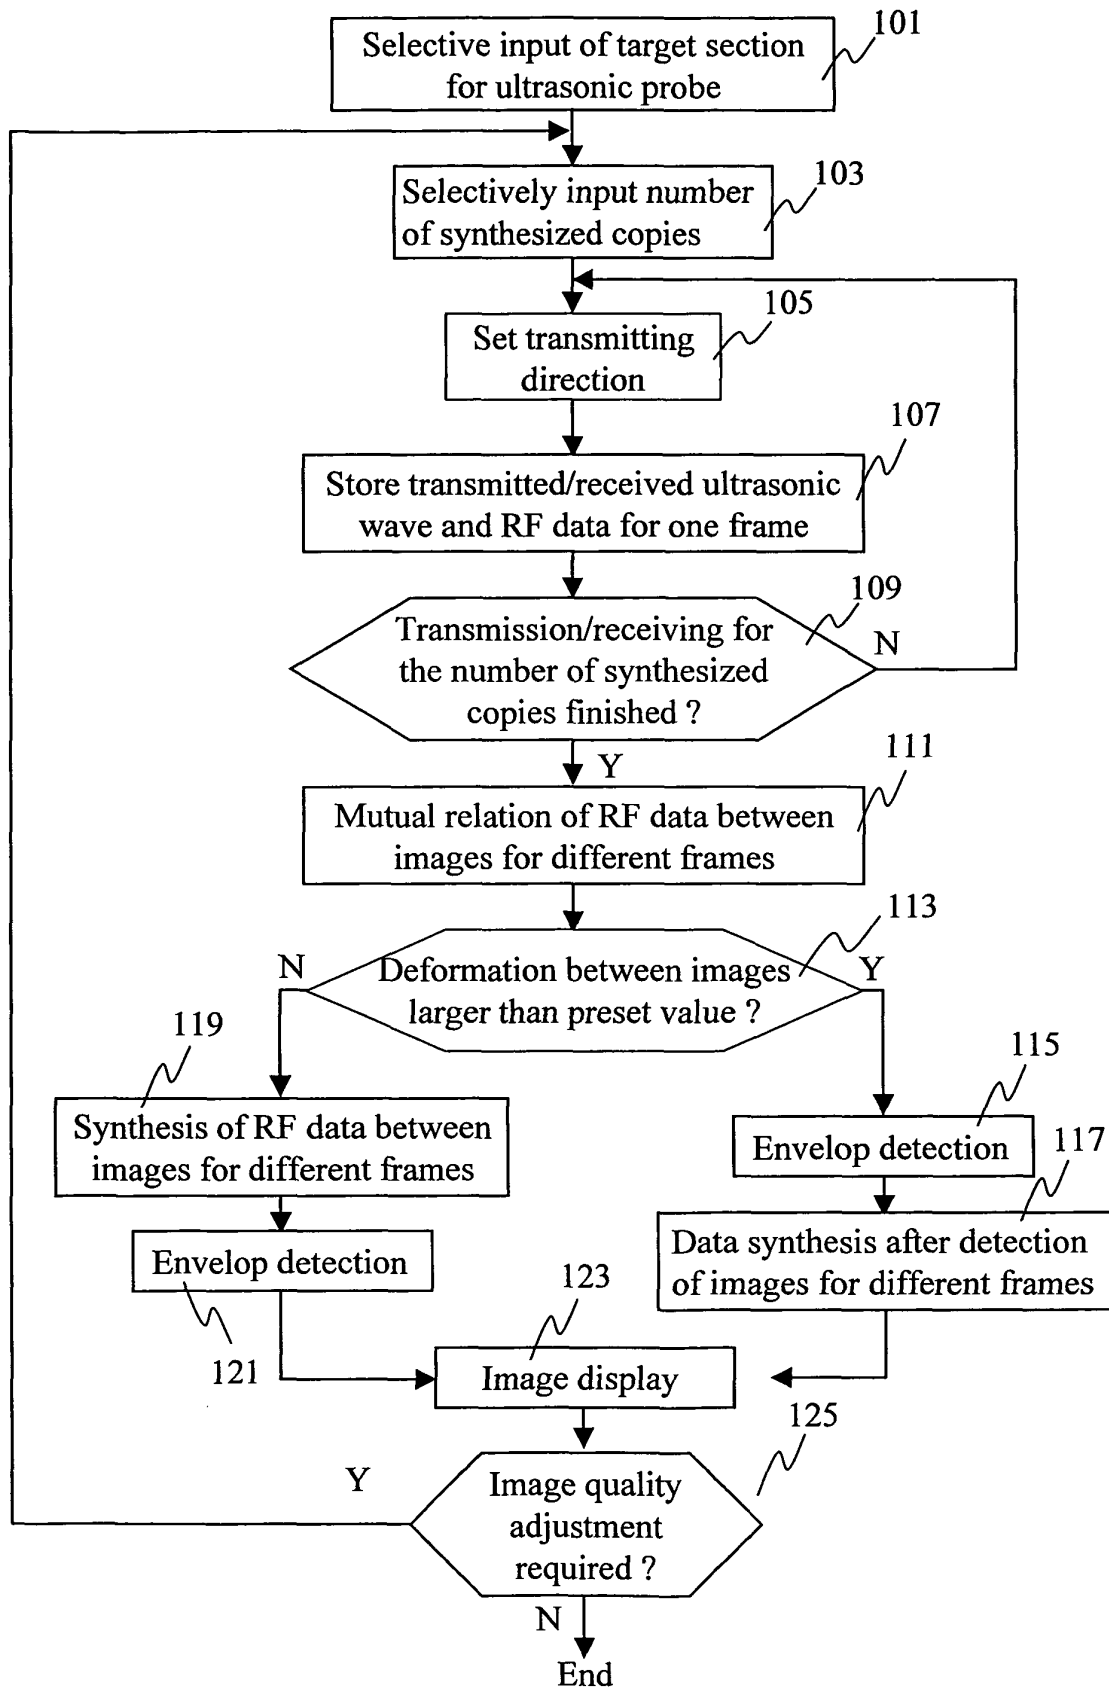 101
Selective input of target section
for ultrasonic probe
103
Selectively input number
of synthesized copies
105
Set transmitting
direction
107
Store transmitted/received ultrasonic
wave and RF data for one frame
109
Transmission/receiving for
the number of synthesized
copies finished ?
N
Y
111
Mutual relation of RF data between
images for different frames
113
Deformation between images
larger than preset value ?
N
Y
119
Synthesis of RF data between
images for different frames
115
Envelop detection
117
Data synthesis after detection
of images for different frames
Envelop detection
121
123
Image display
125
Image quality
adjustment
required ?
Y
N
End